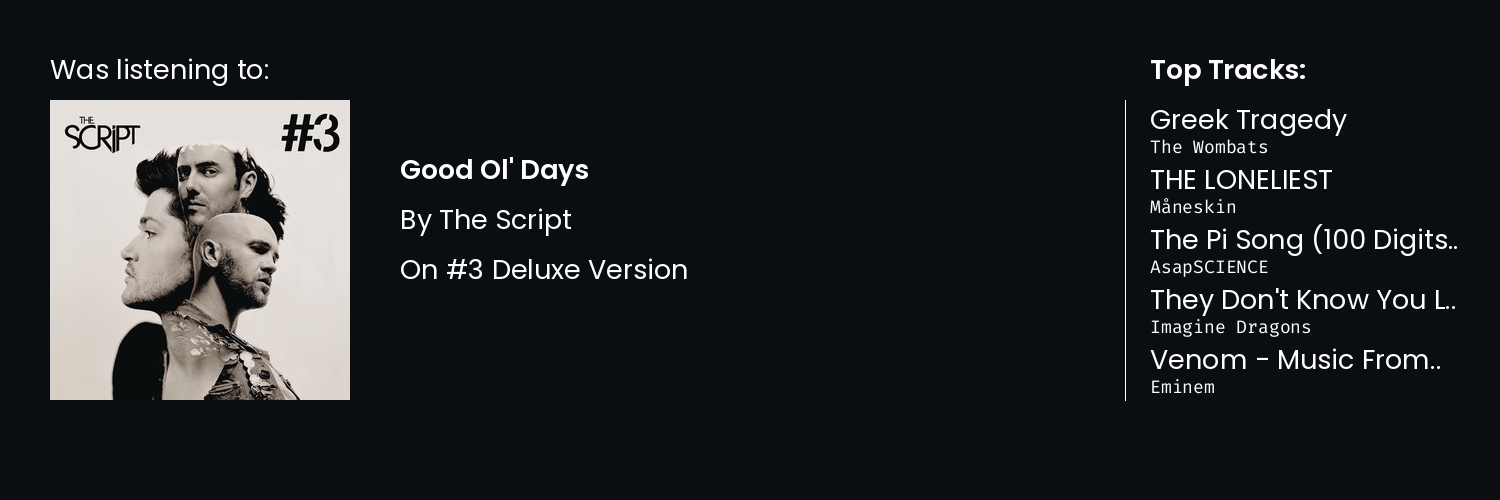 Was listening to:
THE
SCRIPT
#3
Good Ol' Days
By The Script
On #3 Deluxe Version
Top Tracks:
Greek Tragedy
The Wombats
THE LONELIEST
Måneskin
The Pi Song (100 Digits..
AsapSCIENCE
They Don't Know You L..
Imagine Dragons
Venom - Music From..
Eminem